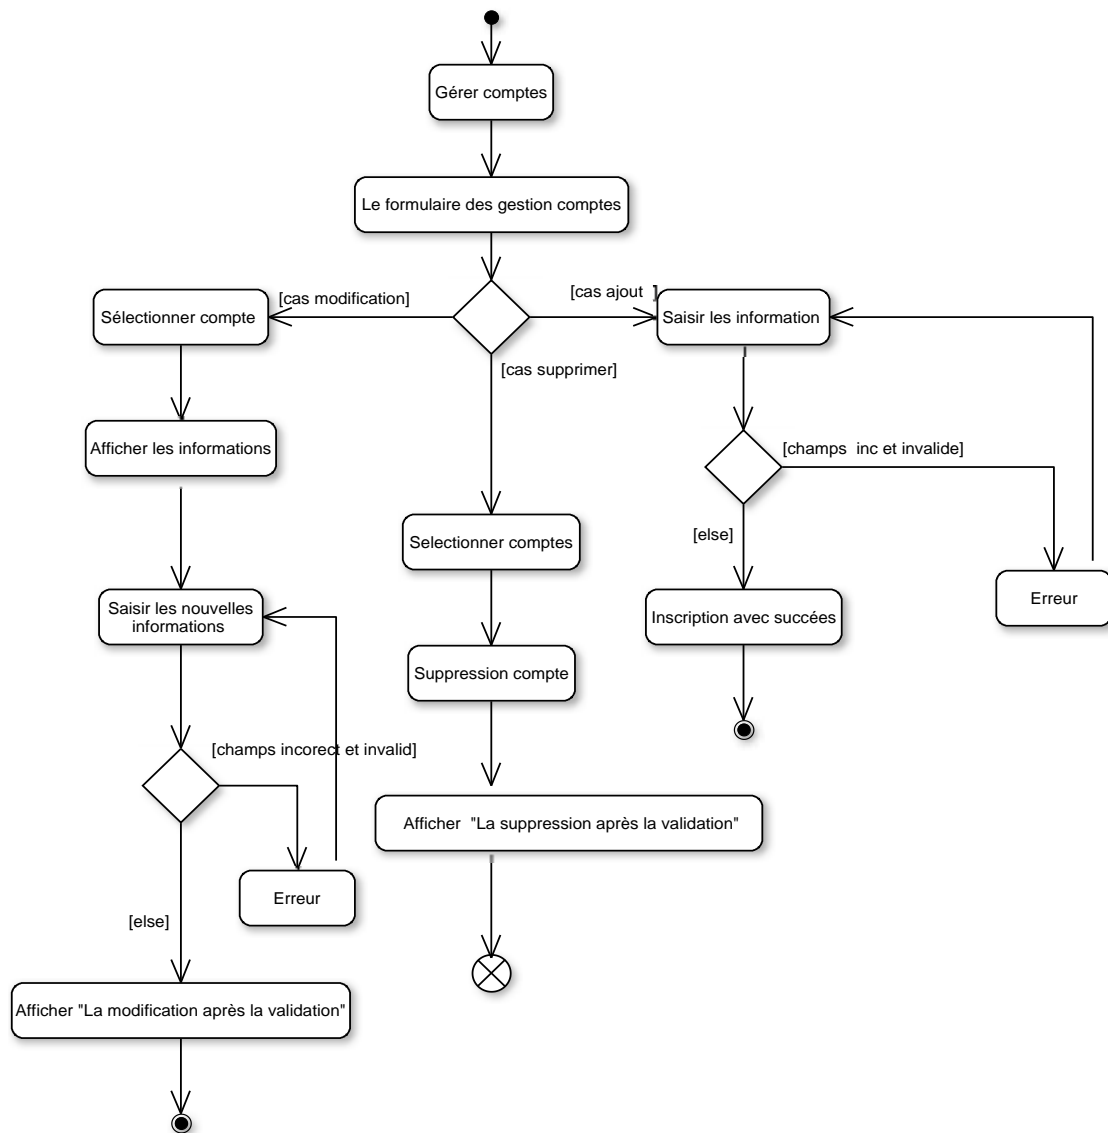 Gérer comptes
Le formulaire des gestion comptes
[cas modification]
[cas ajout ]
Sélectionner compte
Saisir les information
[cas supprimer]
Afficher les informations
[champs inc et invalide]
Selectionner comptes
[else]
Saisir les nouvelles
informations
Inscription avec succées
Erreur
Suppression compte
[champs incorect et invalid]
Afficher "La suppression après la validation"
Erreur
[else]
Afficher "La modification après la validation"